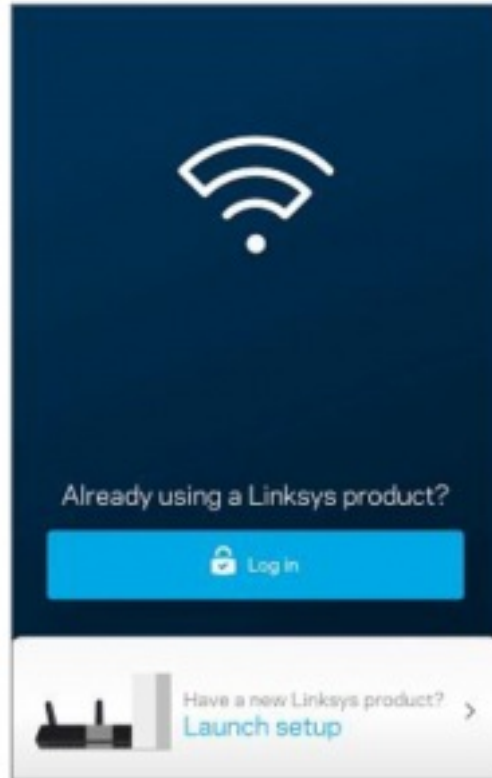 Already using a Linksys product?
Log in
Have a new Linksys product?
Launch setup